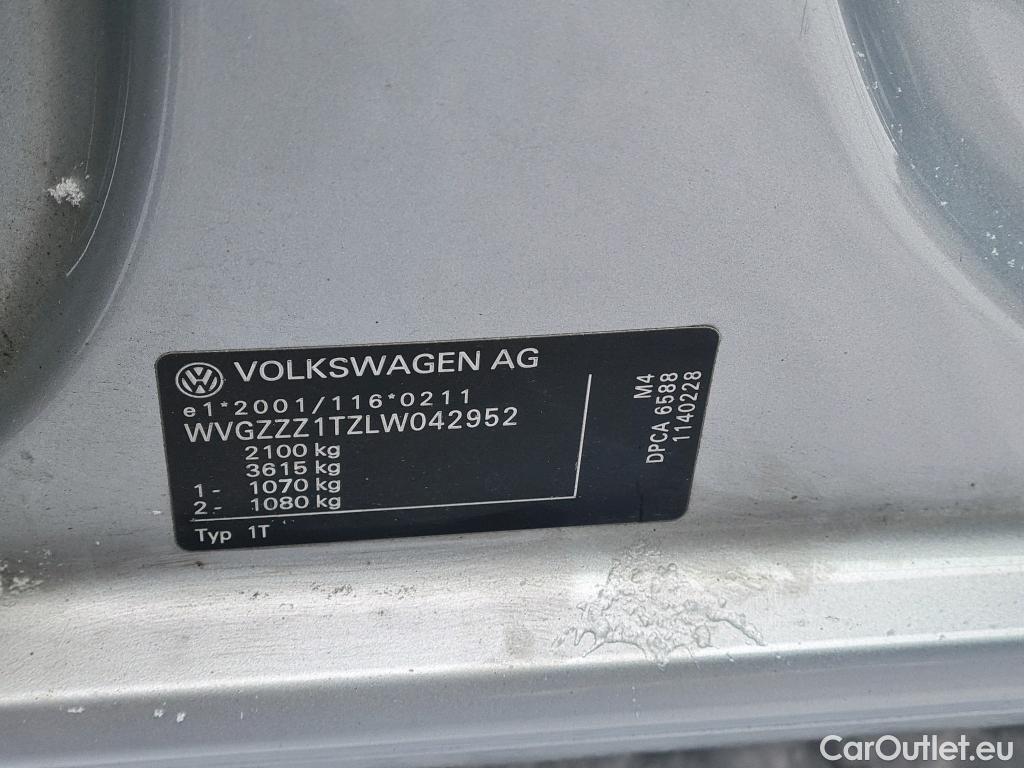 VOLKSWAGEN AG
e1*2001/116*0211
WVGZZZ1TZLW042952
2100 kg
3615 kg
1- 1070 kg
2- 1080 kg
Typ 1T
M4
DPCA 6588
1140228
CarOutlet.eu